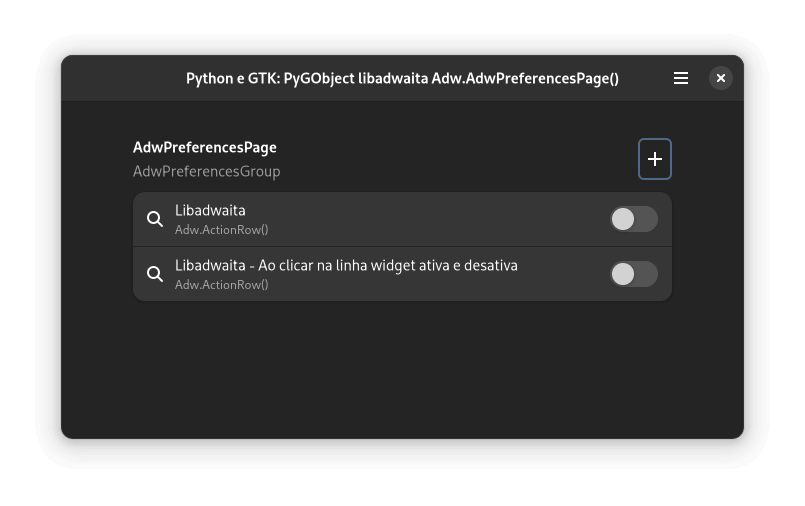 Python e GTK: PyGObject libadwaita Adw.AdwPreferencesPage()
AdwPreferencesPage
AdwPreferencesGroup
Libadwaita
Adw.ActionRow()
Libadwaita - Ao clicar na linha widget ativa e desativa
Adw.ActionRow()